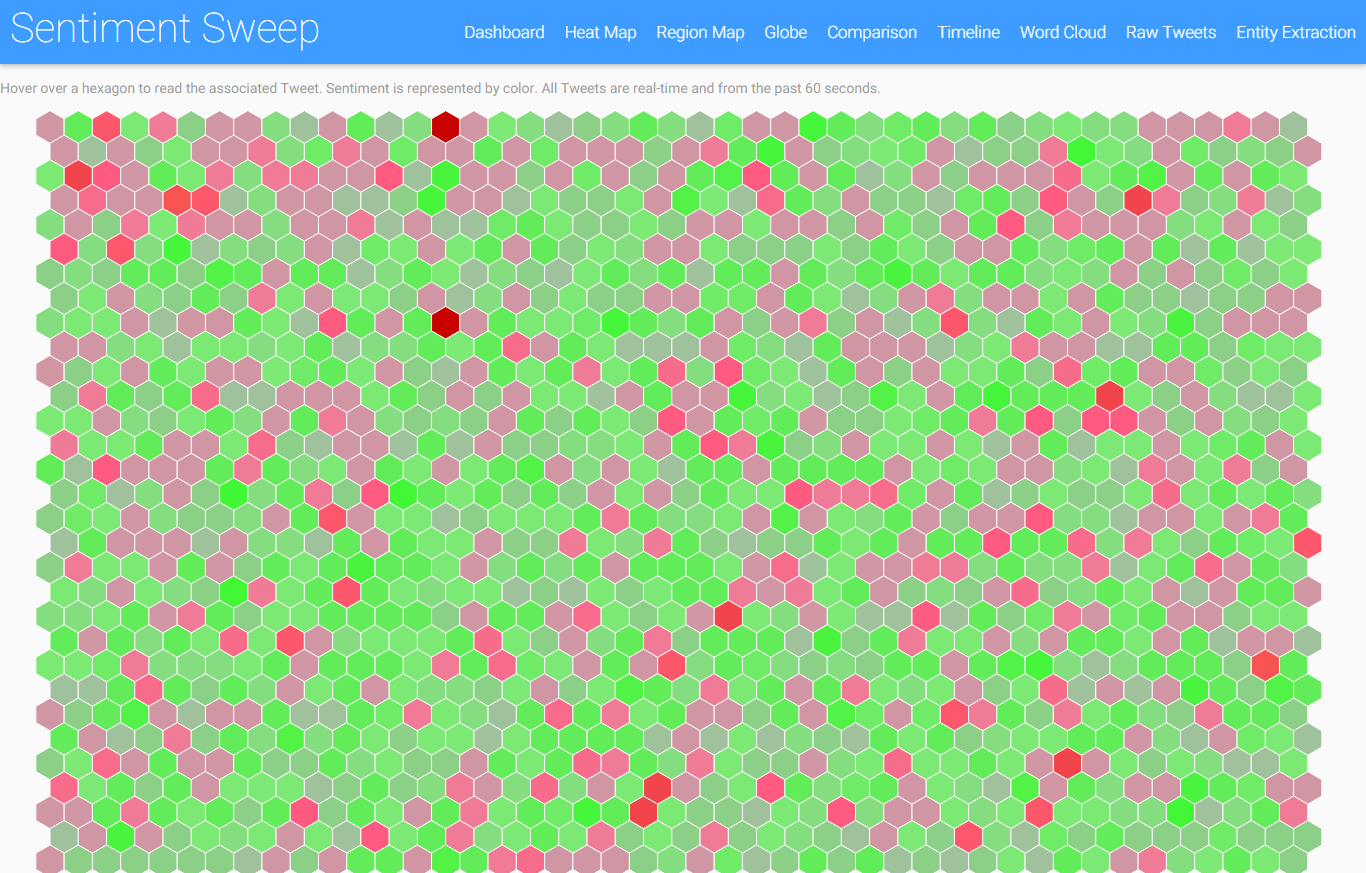 Sentiment Sweep
Dashboard Heat Map Region Map Globe Comparison Timeline Word Cloud Raw Tweets Entity Extraction
Hover over a hexagon to read the associated Tweet. Sentiment is represented by color. All Tweets are real-time and from the past 60 seconds.